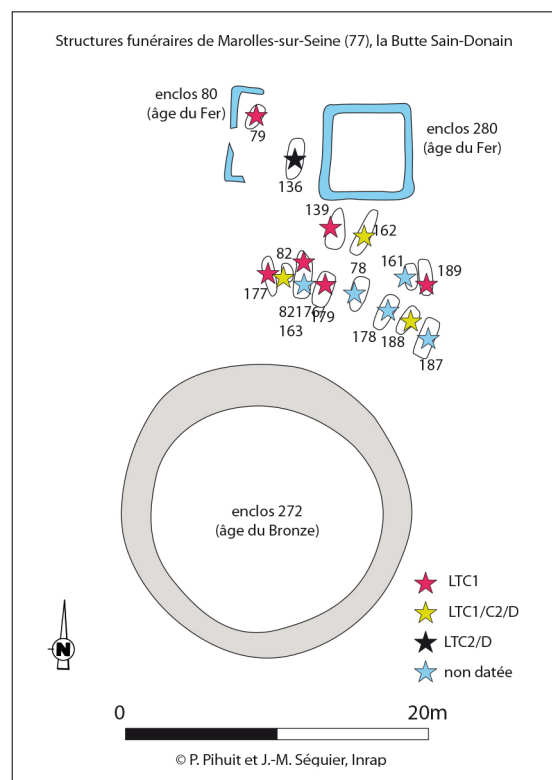 Structures funéraires de Marolles-sur-Seine (77), la Butte Sain-Donain
enclos 80
(âge du Fer)
79
enclos 280
(âge du Fer)
136
139
162
82
78
161
189
177
82
176
179
163
178
188
187
enclos 272
(âge du Bronze)
LTC1
LTC1/C2/D
LTC2/D
non datée
N
0
20m
© P. Pihuit et J.-M. Séguier, Inrap